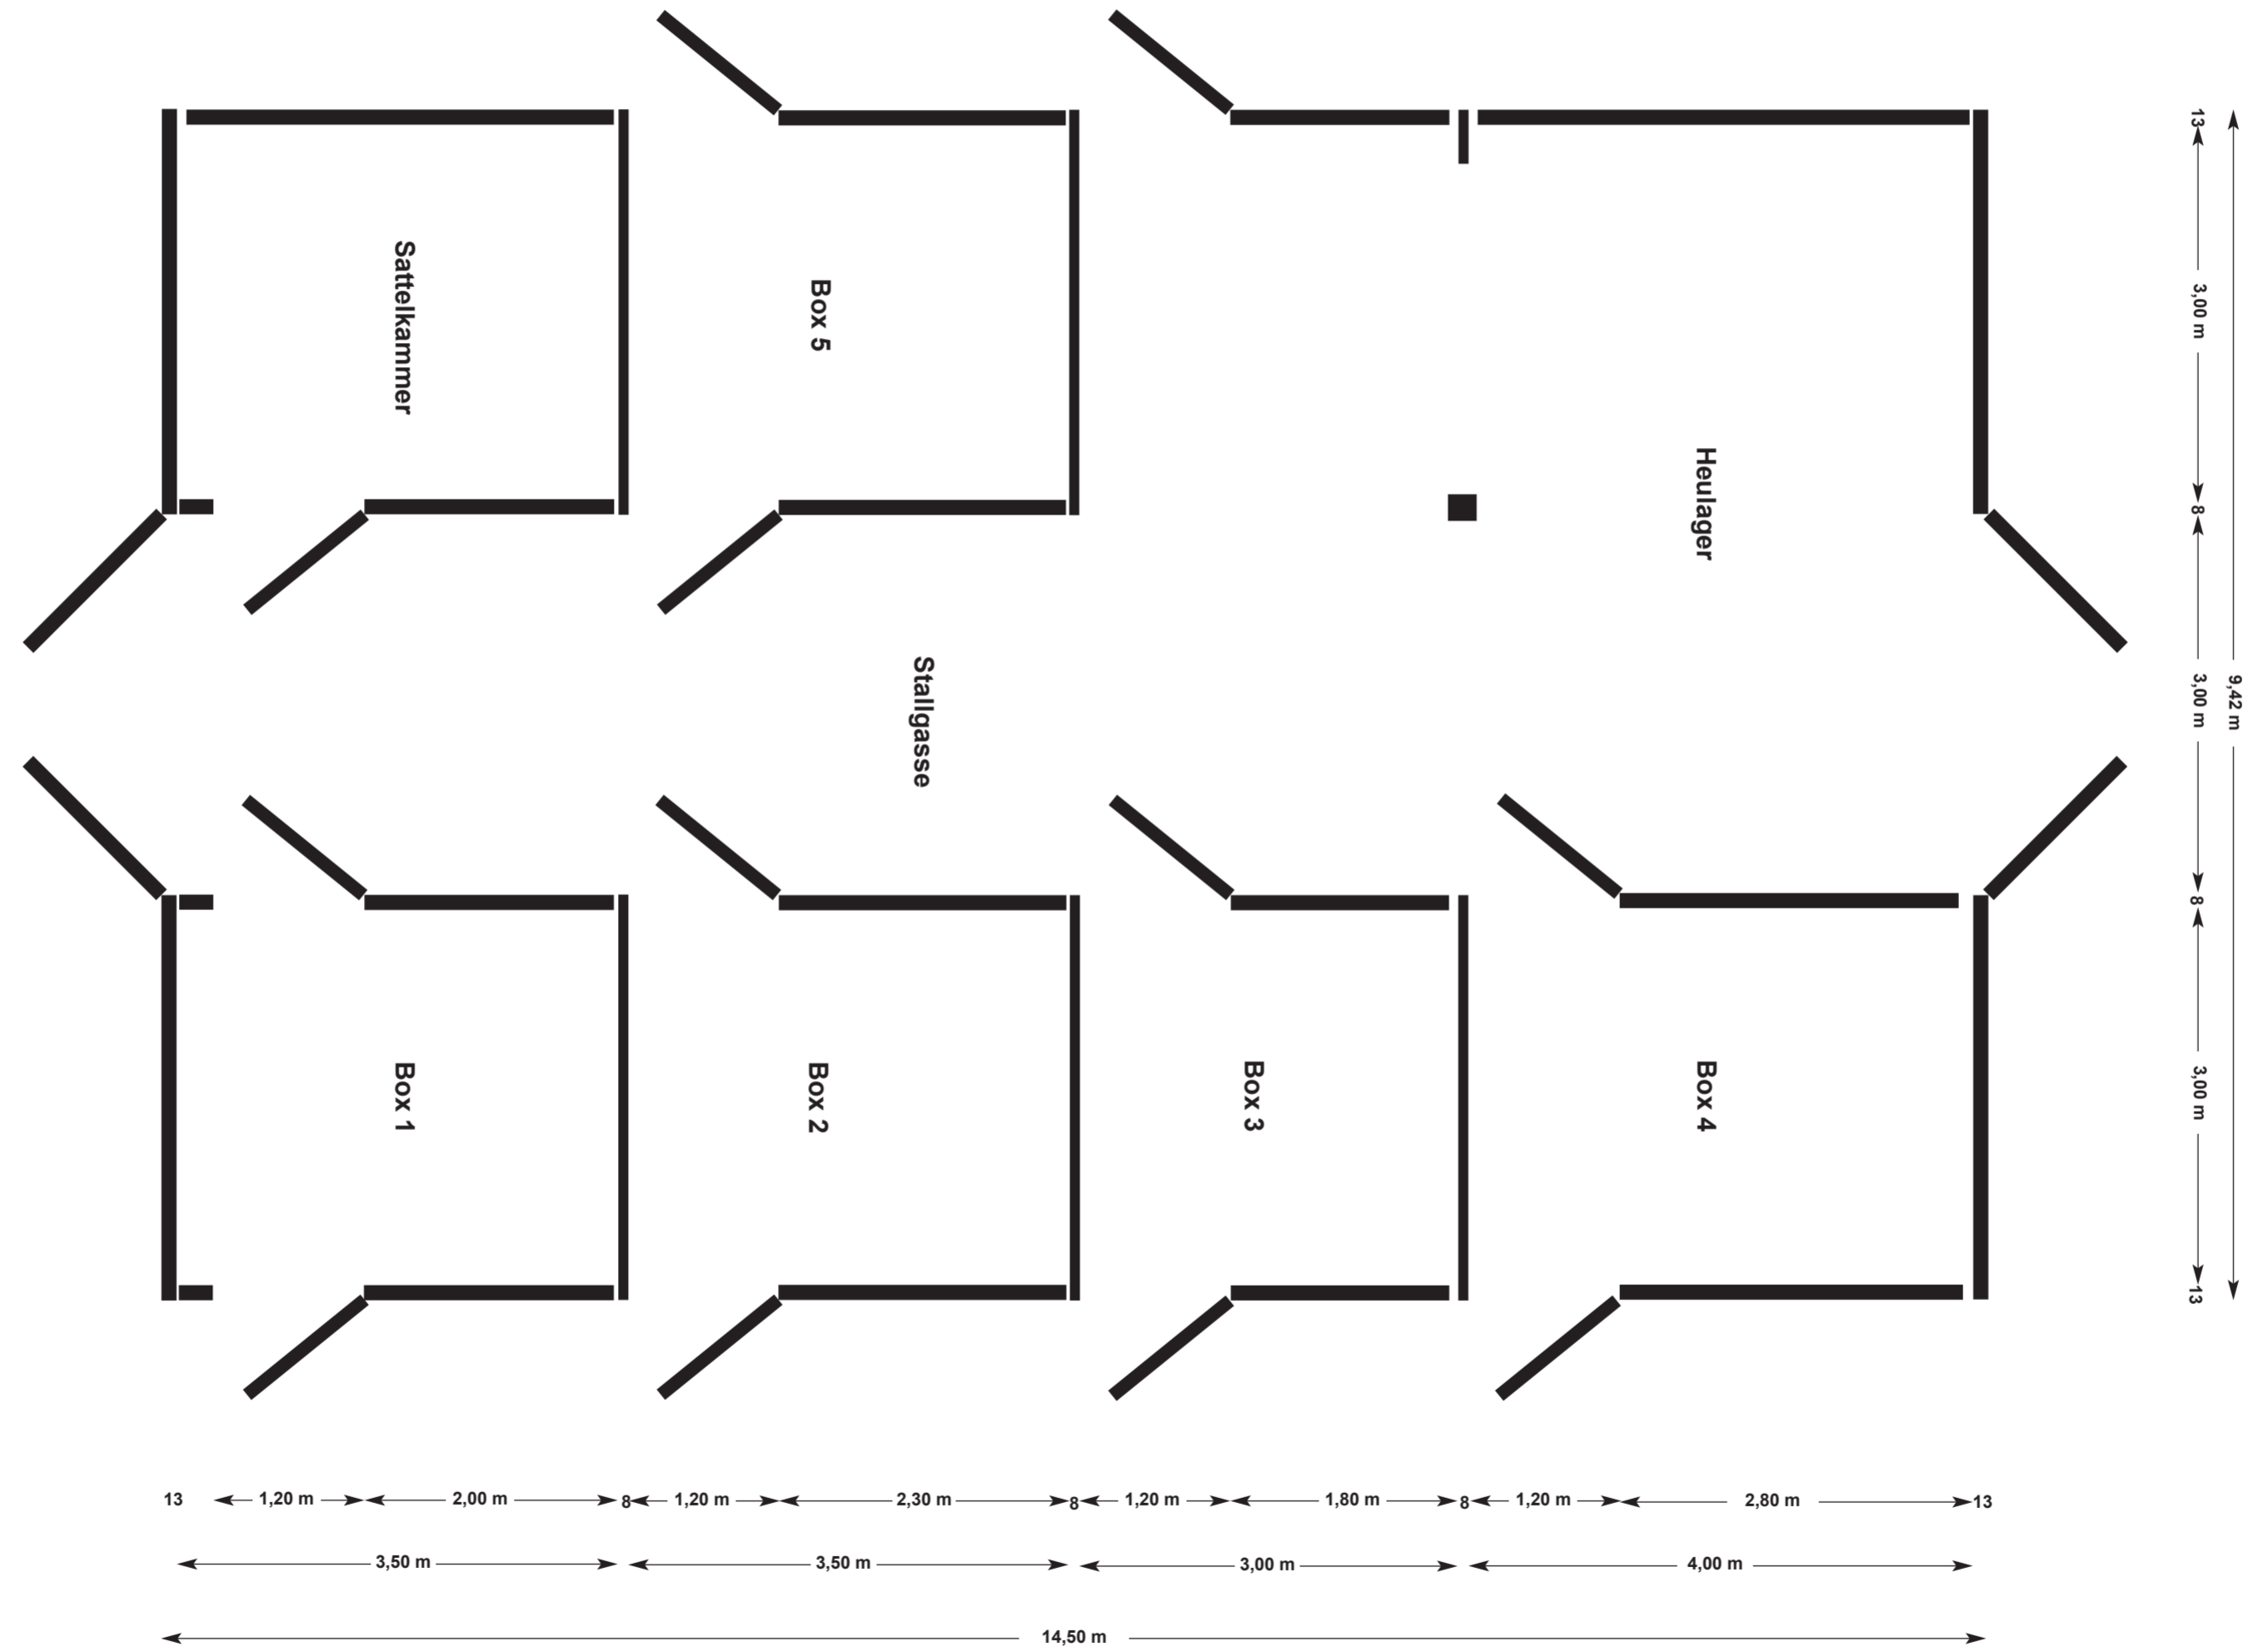 Sattelkammer
Box 5
Heulager
Stallgasse
Box 1
Box 2
Box 3
Box 4
13
3,00 m
8
3,00 m
8
3,00 m
13
9,42 m
13
1,20 m
2,00 m
8
1,20 m
2,30 m
8
1,20 m
1,80 m
8
1,20 m
2,80 m
13
3,50 m
3,50 m
3,00 m
4,00 m
14,50 m